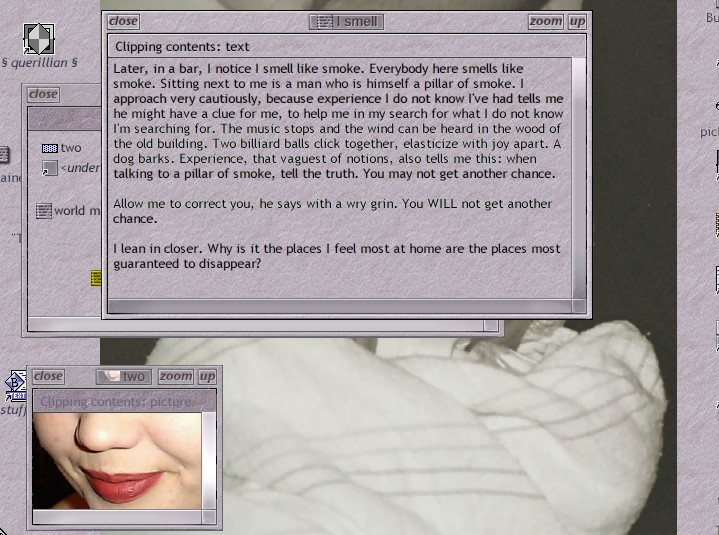 close
I smell
zoom up
Clipping contents: text
Later, in a bar, I notice I smell like smoke. Everybody here smells like
smoke. Sitting next to me is a man who is himself a pillar of smoke. I
approach very cautiously, because experience I do not know I've had tells me
he might have a clue for me, to help me in my search for what I do not know
I'm searching for. The music stops and the wind can be heard in the wood of
the old building. Two billiard balls click together, elasticize with joy apart. A
dog barks. Experience, that vaguest of notions, also tells me this: when
talking to a pillar of smoke, tell the truth. You may not get another chance.
Allow me to correct you, he says with a wry grin. You WILL not get another
chance.
I lean in closer. Why is it the places I feel most at home are the places most
guaranteed to disappear?
§ querillian §
close
two
<under
world m
close
two
zoom up
Clipping contents: picture
stuff
Bu